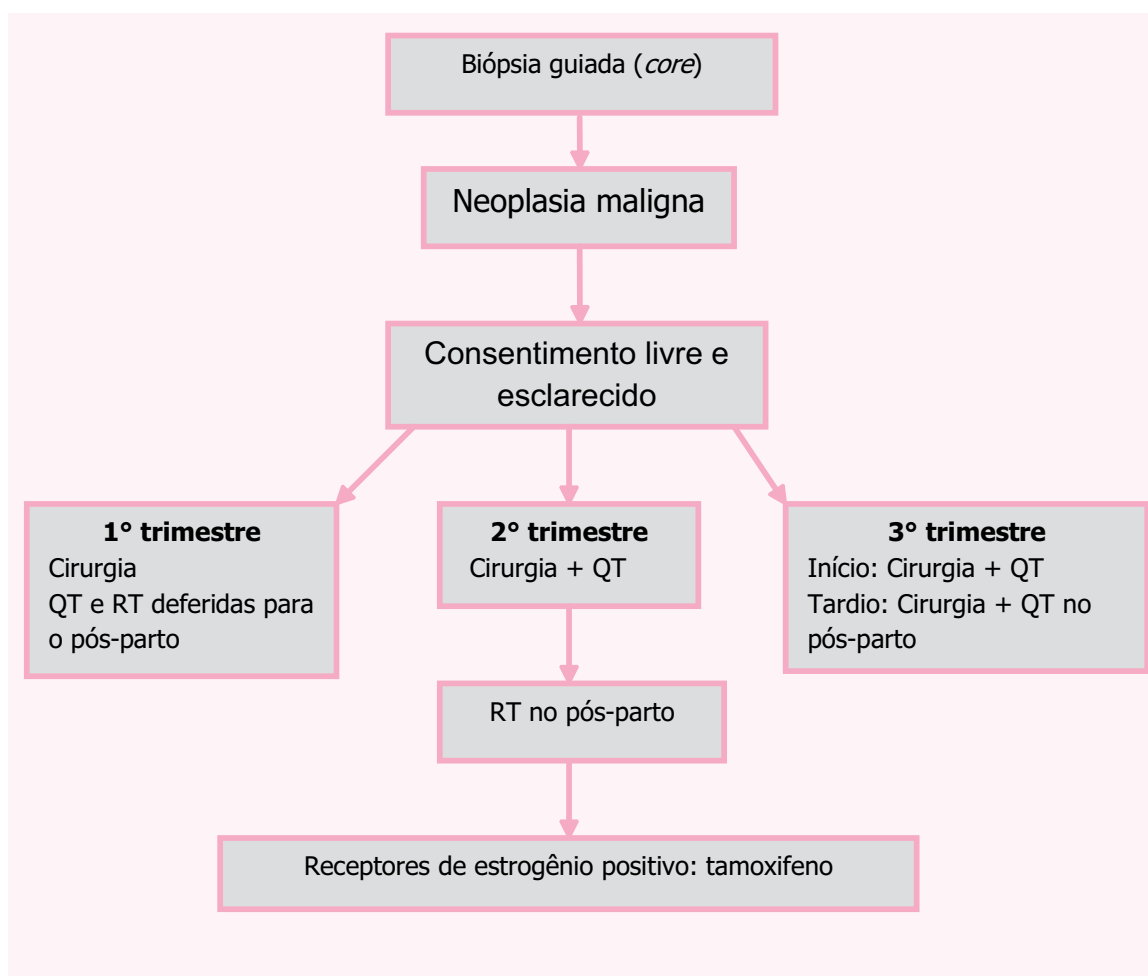 Biópsia guiada (core)
Neoplasia maligna
Consentimento livre e
esclarecido
1° trimestre
Cirurgia
QT e RT deferidas para
o pós-parto
2° trimestre
Cirurgia + QT
3° trimestre
Início: Cirurgia + QT
Tardio: Cirurgia + QT no
pós-parto
RT no pós-parto
Receptores de estrogênio positivo: tamoxifeno